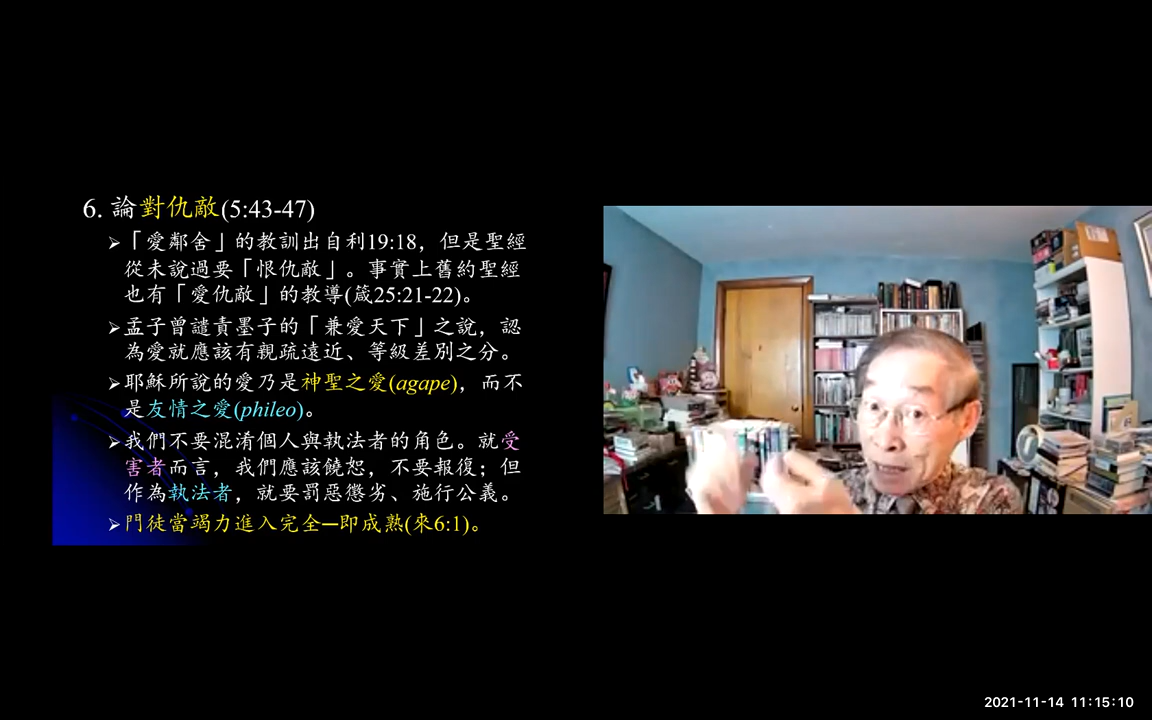 6. 論對仇敵(5:43-47)
➢「愛鄰舍」的教訓出自利19:18，但是聖經
從未說過要「恨仇敵」。事實上舊約聖經
也有「愛仇敵」的教導(箴25:21-22)。
➢孟子曾譴責墨子的「兼愛天下」之說，認
為愛就應該有親疏遠近、等級差別之分。
➢耶穌所說的愛乃是神聖之愛(agape)，而不
是友情之愛(phileo)。
➢我們不要混淆個人與執法者的角色。就受
害者而言，我們應該饒恕，不要報復；但
作為執法者，就要罰惡懲劣、施行公義。
➢門徒當竭力進入完全─即成熟(來6:1)。
2021-11-14 11:15:10